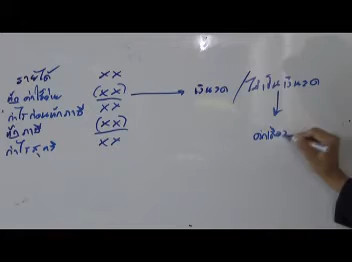 รายได้ xx
หัก ค่าใช้จ่าย (xx) → เงินสด / ไม่เป็นเงินสด
กำไรก่อนหักภาษี xx
หัก ภาษี (xx)
กำไรสุทธิ xx
ค่าเสื่อม